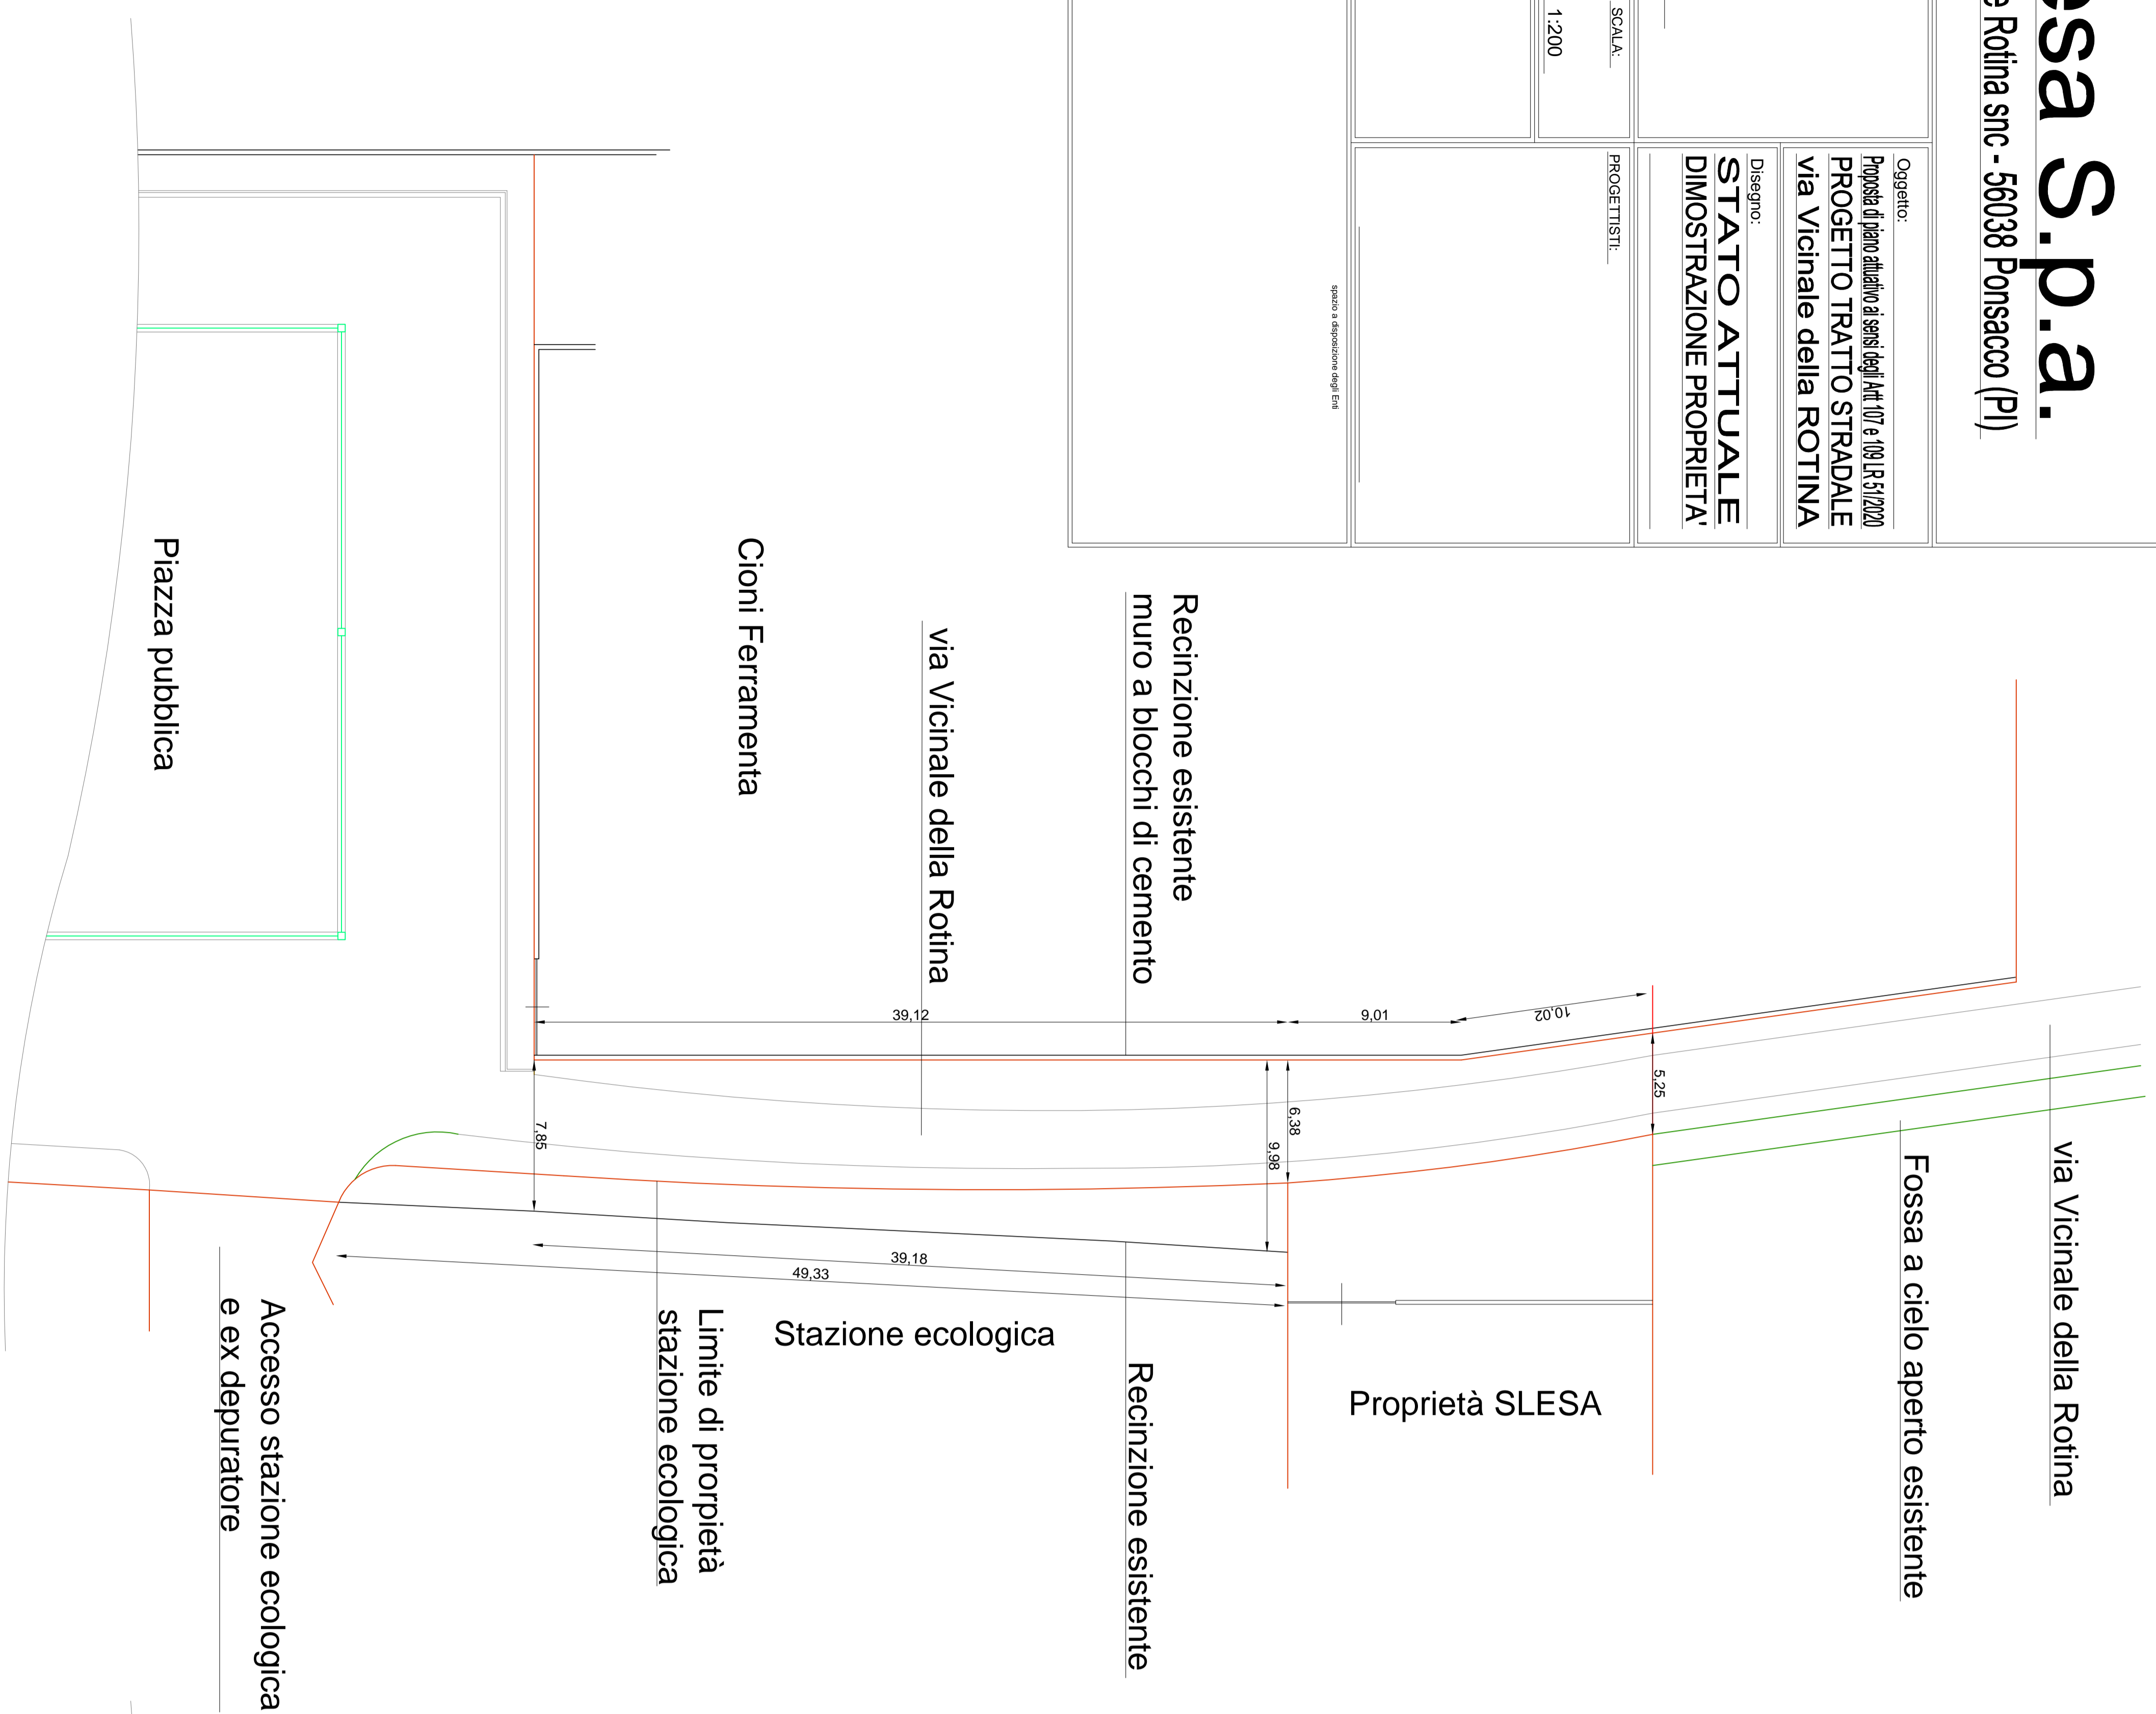 S.p.a.
Rotina snc - 56038 Ponsacco (PI)
Oggetto:
Proposta di piano attuativo ai sensi degli Artt 107 e 109 LR 51/2020
PROGETTO TRATTO STRADALE
via Vicinale della ROTINA
Disegno:
STATO ATTUALE
DIMOSTRAZIONE PROPRIETA'
SCALA:
1:200
PROGETTISTI:
spazio a disposizione degli Enti
via Vicinale della Rotina
Fossa a cielo aperto esistente
Recinzione esistente
muro a blocchi di cemento
via Vicinale della Rotina
Cioni Ferramenta
Piazza pubblica
39,12
9,01
10,02
5,25
6,38
9,98
7,85
39,18
49,33
Stazione ecologica
Proprietà SLESA
Recinzione esistente
Limite di prorpietà
stazione ecologica
Accesso stazione ecologica
e ex depuratore